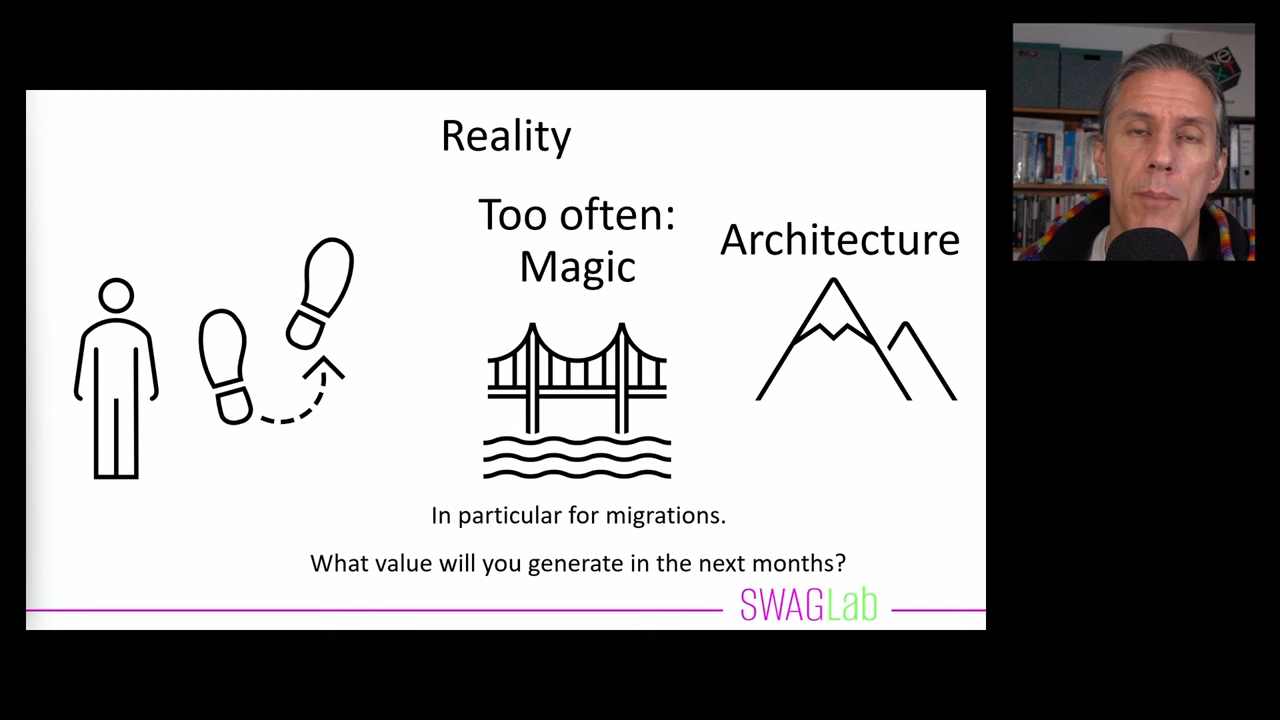 Reality
Too often:
Magic
Architecture
In particular for migrations.
What value will you generate in the next months?
SWAGLab